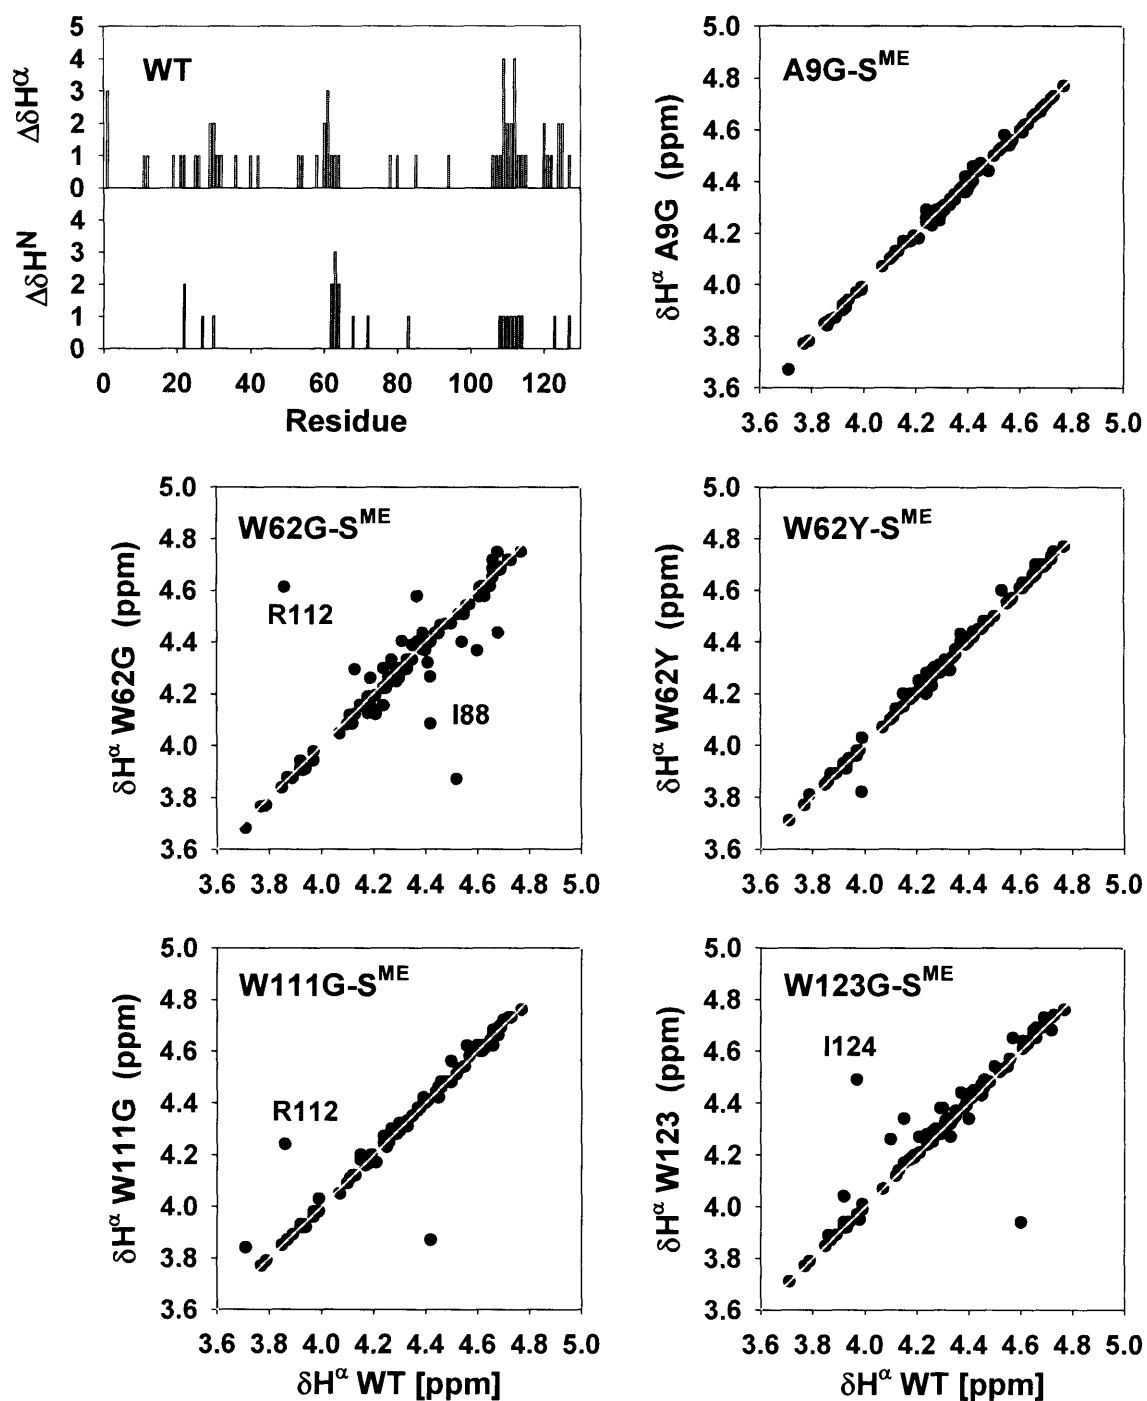 WT
ΔδHα
5
4
3
2
1
0
ΔδHN
4
3
2
1
0
0 20 40 60 80 100 120
Residue
A9G-SME
δHα A9G (ppm)
5.0
4.8
4.6
4.4
4.2
4.0
3.8
3.6
3.6 3.8 4.0 4.2 4.4 4.6 4.8 5.0
W62G-SME
R112
I88
δHα W62G (ppm)
5.0
4.8
4.6
4.4
4.2
4.0
3.8
3.6
3.6 3.8 4.0 4.2 4.4 4.6 4.8 5.0
W62Y-SME
δHα W62Y (ppm)
5.0
4.8
4.6
4.4
4.2
4.0
3.8
3.6
3.6 3.8 4.0 4.2 4.4 4.6 4.8 5.0
W111G-SME
R112
δHα W111G (ppm)
5.0
4.8
4.6
4.4
4.2
4.0
3.8
3.6
3.6 3.8 4.0 4.2 4.4 4.6 4.8 5.0
δHα WT [ppm]
W123G-SME
I124
δHα W123 (ppm)
5.0
4.8
4.6
4.4
4.2
4.0
3.8
3.6
3.6 3.8 4.0 4.2 4.4 4.6 4.8 5.0
δHα WT [ppm]